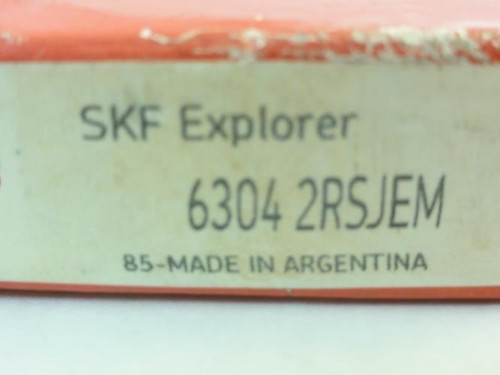 SKF Explorer
6304 2RSJEM
85-MADE IN ARGENTINA